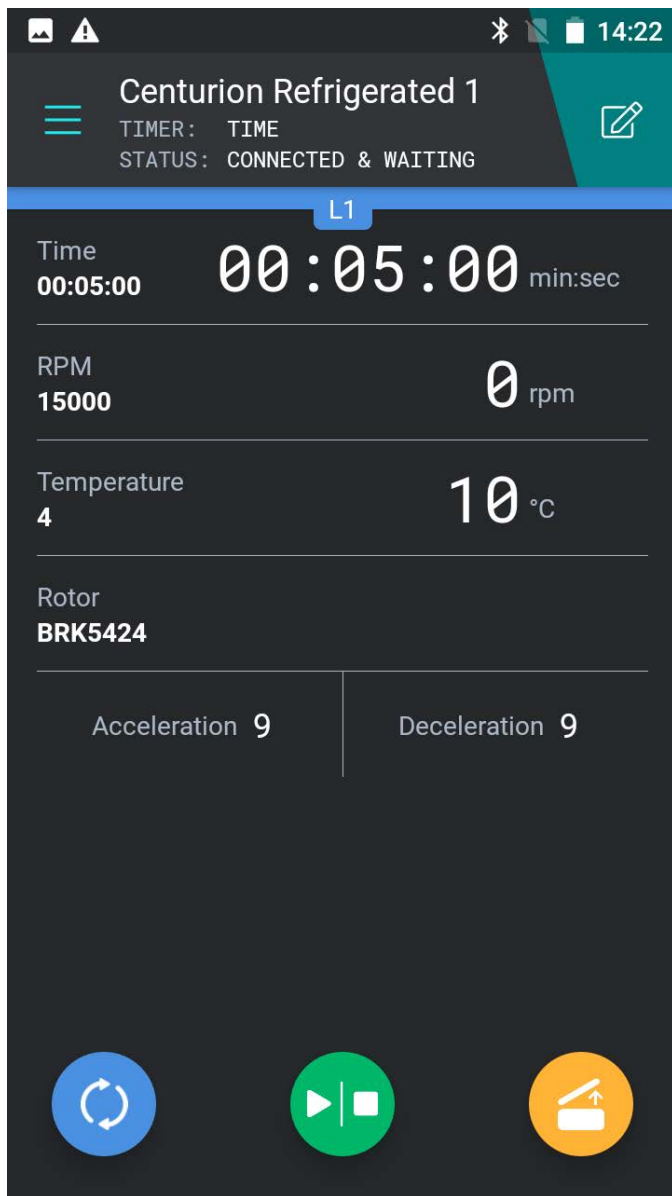 14:22
Centurion Refrigerated 1
TIMER: TIME
STATUS: CONNECTED & WAITING
L1
Time
00:05:00
00:05:00 min:sec
RPM
15000
0 rpm
Temperature
4
10 °C
Rotor
BRK5424
Acceleration 9
Deceleration 9